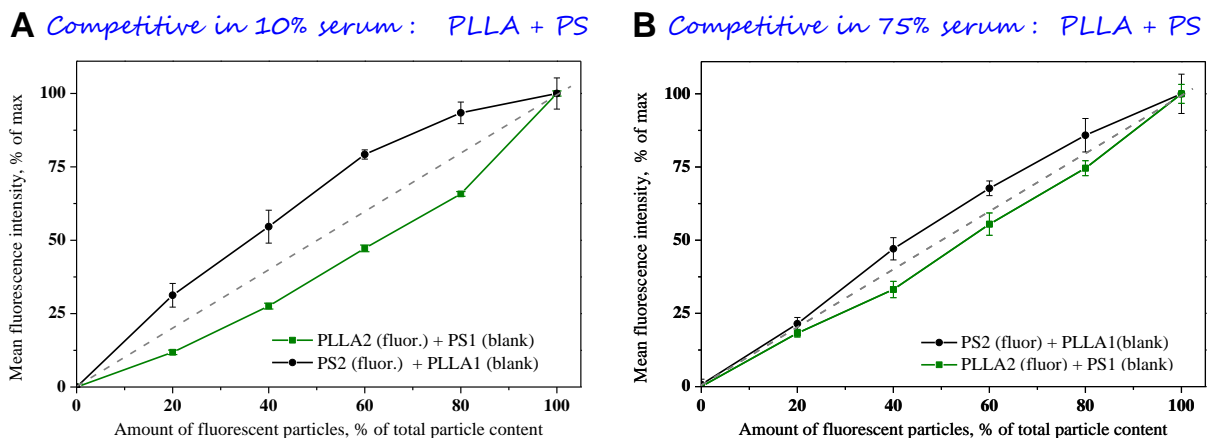 A Competitive in 10% serum : PLLA + PS
Mean fluorescence intensity, % of max
100
75
50
25
0
PLLA2 (fluor.) + PS1 (blank)
PS2 (fluor.) + PLLA1 (blank)
20 40 60 80 100
Amount of fluorescent particles, % of total particle content
B Competitive in 75% serum : PLLA + PS
Mean fluorescence intensity, % of max
100
75
50
25
0
PS2 (fluor) + PLLA1(blank)
PLLA2 (fluor) + PS1 (blank)
0 20 40 60 80 100
Amount of fluorescent particles, % of total particle content